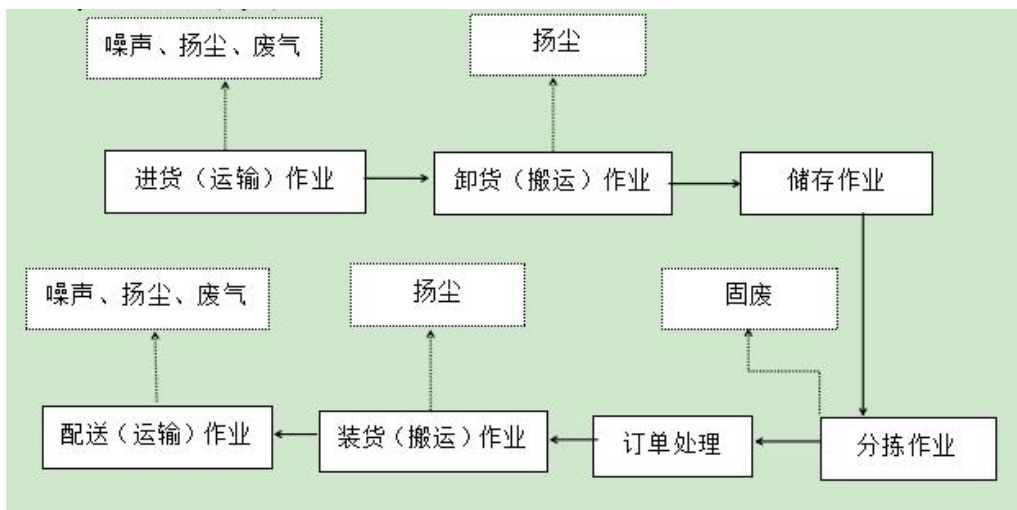 噪声、扬尘、废气
扬尘
进货（运输）作业
卸货（搬运）作业
储存作业
噪声、扬尘、废气
扬尘
固废
配送（运输）作业
装货（搬运）作业
订单处理
分拣作业